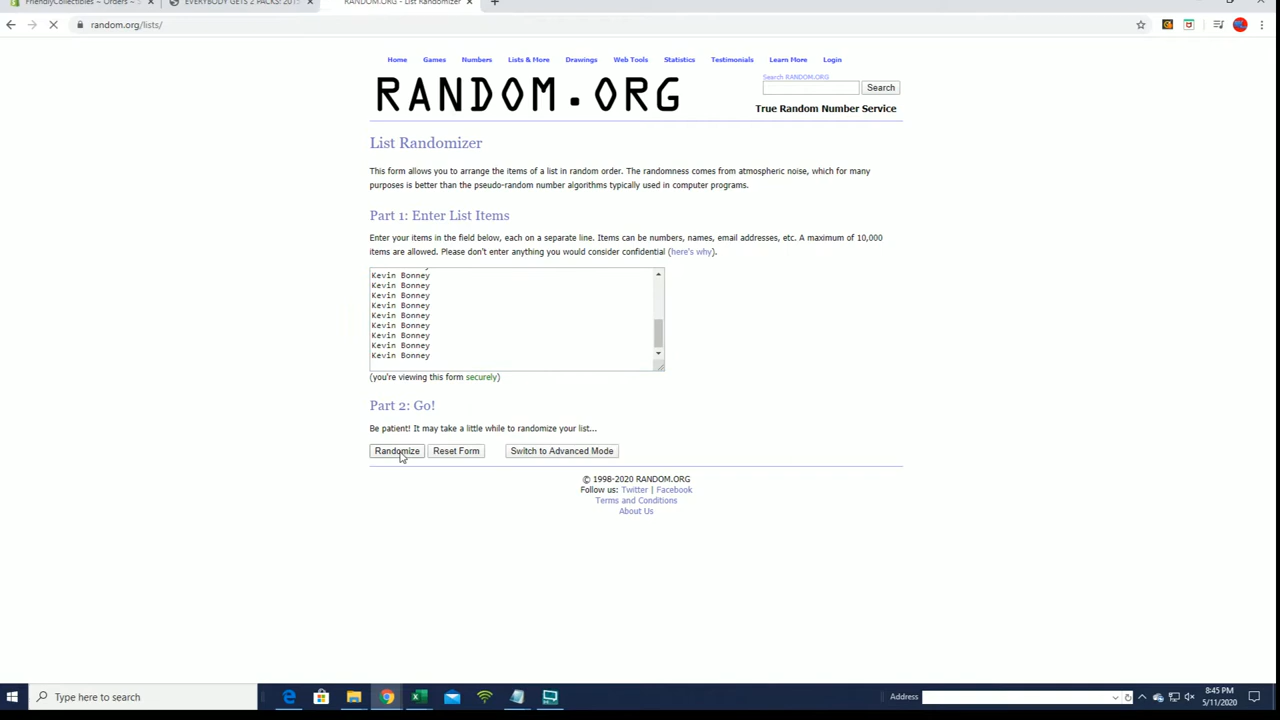 FriendlyCollectibles – Orders –
EVERYBODY GETS 2 PACKS! 201
RANDOM.ORG - List Randomizer
random.org/lists/
Home Games Numbers Lists & More Drawings Web Tools Statistics Testimonials Learn More Login
RANDOM.ORG
Search RANDOM.ORG
Search
True Random Number Service
List Randomizer
This form allows you to arrange the items of a list in random order. The randomness comes from atmospheric noise, which for many
purposes is better than the pseudo-random number algorithms typically used in computer programs.
Part 1: Enter List Items
Enter your items in the field below, each on a separate line. Items can be numbers, names, email addresses, etc. A maximum of 10,000
items are allowed. Please don't enter anything you would consider confidential (here's why).
Kevin Bonney
Kevin Bonney
Kevin Bonney
Kevin Bonney
Kevin Bonney
Kevin Bonney
Kevin Bonney
Kevin Bonney
Kevin Bonney
(you're viewing this form securely)
Part 2: Go!
Be patient! It may take a little while to randomize your list...
Randomize Reset Form Switch to Advanced Mode
© 1998-2020 RANDOM.ORG
Follow us: Twitter | Facebook
Terms and Conditions
About Us
Type here to search
Address
8:45 PM
5/11/2020